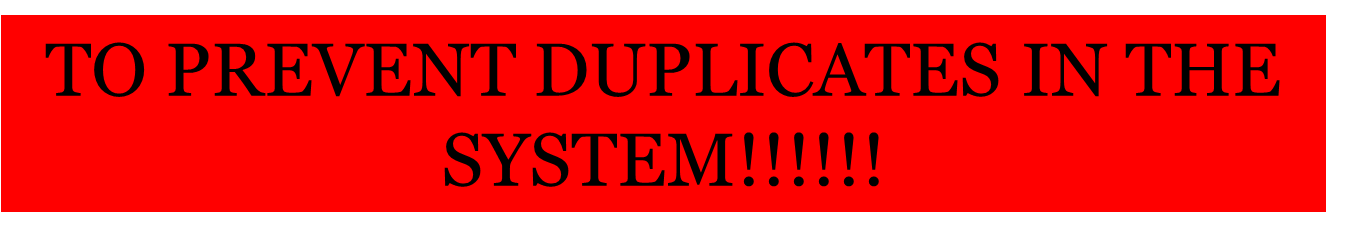 TO PREVENT DUPLICATES IN THE
SYSTEM!!!!!!